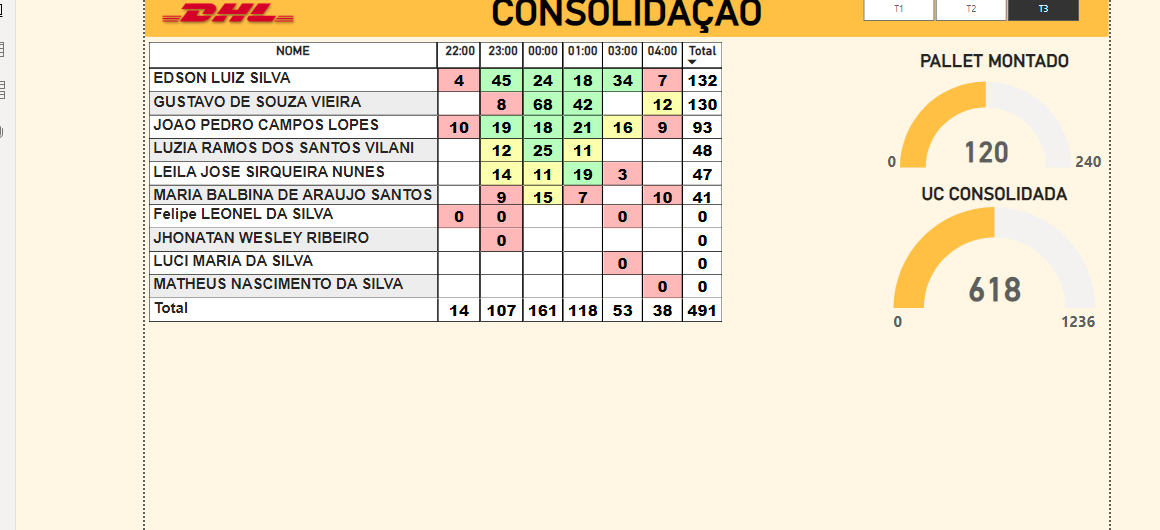 DHL
CONSOLIDAÇÃO
T1 T2 T3
NOME 22:00 23:00 00:00 01:00 03:00 04:00 Total
EDSON LUIZ SILVA 4 45 24 18 34 7 132
GUSTAVO DE SOUZA VIEIRA 8 68 42 12 130
JOAO PEDRO CAMPOS LOPES 10 19 18 21 16 9 93
LUZIA RAMOS DOS SANTOS VILANI 12 25 11 48
LEILA JOSE SIRQUEIRA NUNES 14 11 19 3 47
MARIA BALBINA DE ARAUJO SANTOS 9 15 7 10 41
Felipe LEONEL DA SILVA 0 0 0 0
JHONATAN WESLEY RIBEIRO 0 0
LUCI MARIA DA SILVA 0 0
MATHEUS NASCIMENTO DA SILVA 0 0
Total 14 107 161 118 53 38 491
PALLET MONTADO
120
0 240
UC CONSOLIDADA
618
0 1236